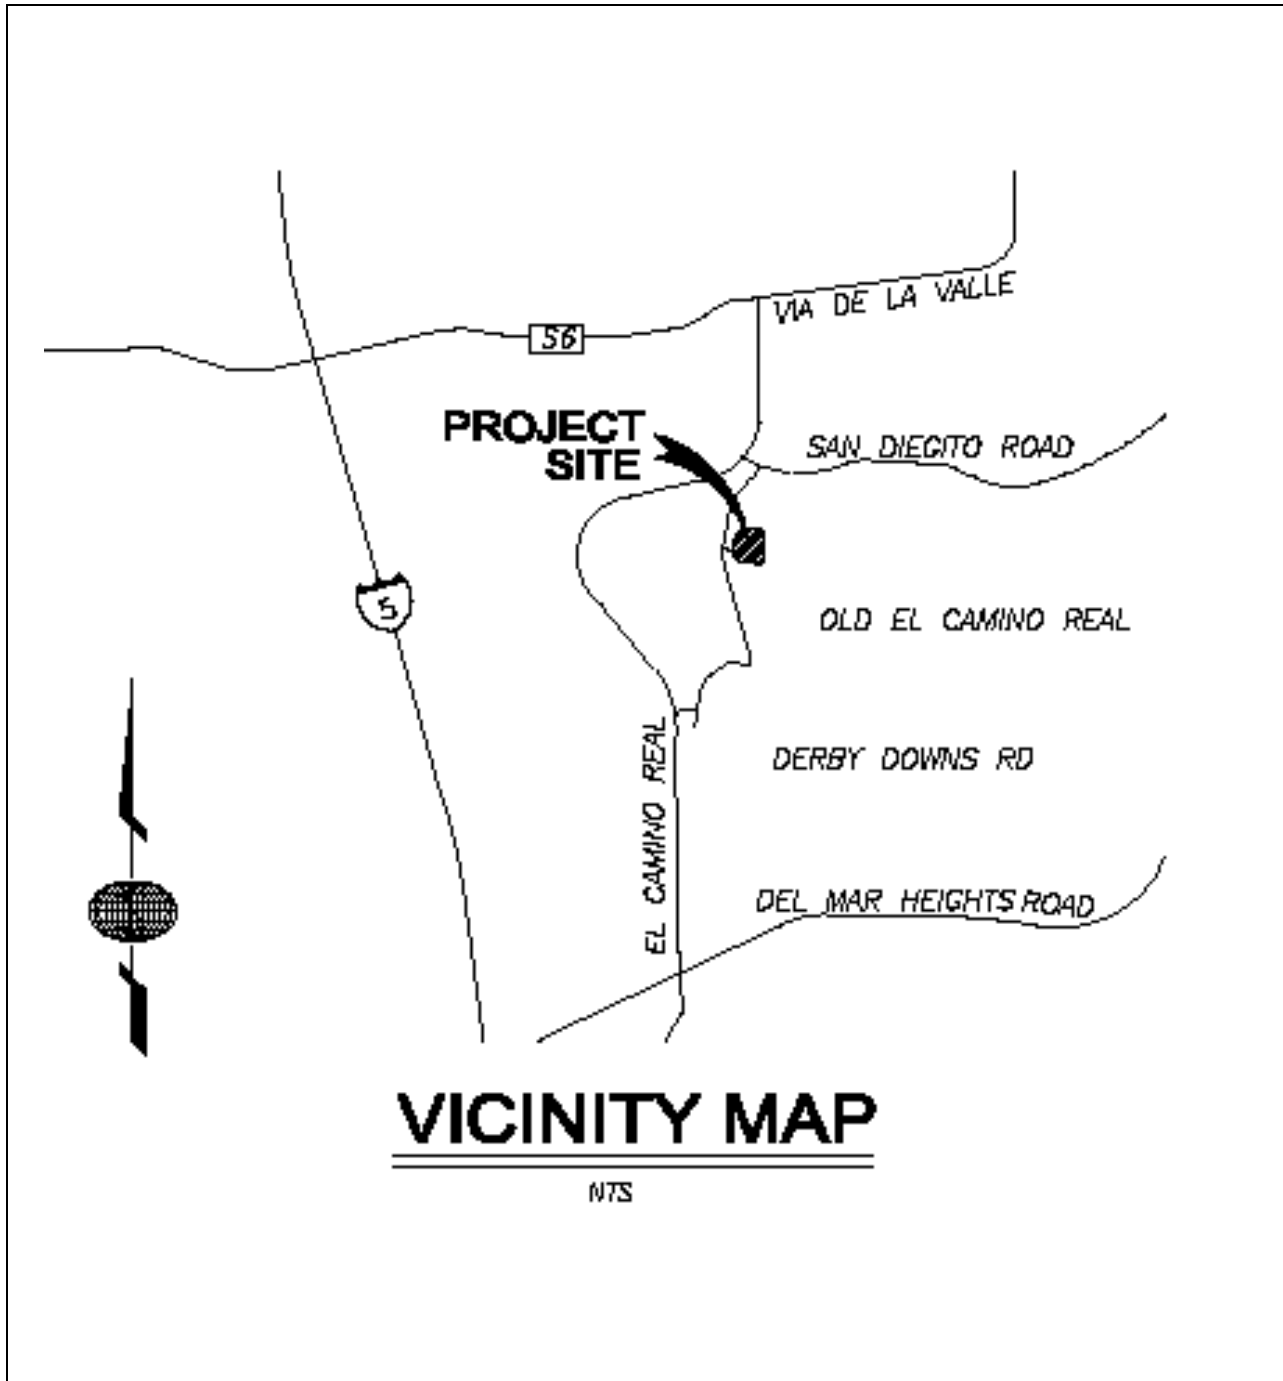 VIA DE LA VALLE
S6
PROJECT
SITE
SAN DIEGITO ROAD
5
OLD EL CAMINO REAL
EL CAMINO REAL
DERBY DOWNS RD
DEL MAR HEIGHTS ROAD
VICINITY MAP
NTS